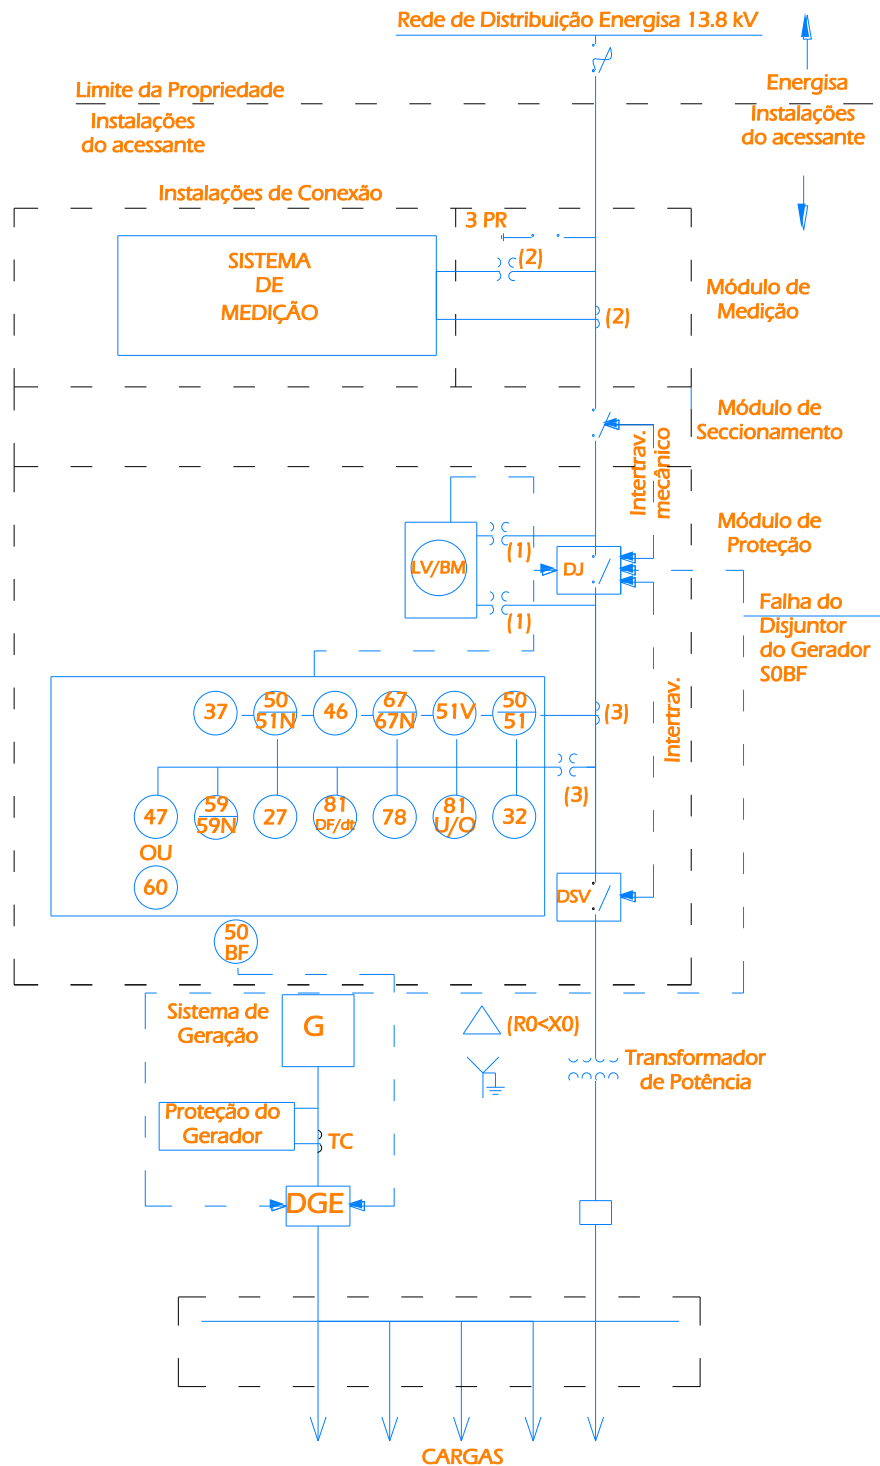 Rede de Distribuição Energisa 13.8 kV
Energisa
Limite da Propriedade
Instalações
do acessante
Instalações
do acessante
Instalações de Conexão
3 PR
(2)
SISTEMA
DE
MEDIÇÃO
(2)
Módulo de
Medição
Módulo de
Seccionamento
Intertrav.
mecânico
Módulo de
Proteção
(1)
LV/BM
DJ
(1)
Falha do
Disjuntor
do Gerador
S0BF
37
50
51N
46
67
67N
51V
50
51
(3)
Intertrav.
(3)
47
59
59N
27
81
DF/dt
78
81
U/O
32
OU
60
DSV
50
BF
Sistema de
Geração
G
(R0<X0)
Transformador
de Potência
Proteção do
Gerador
TC
DGE
CARGAS